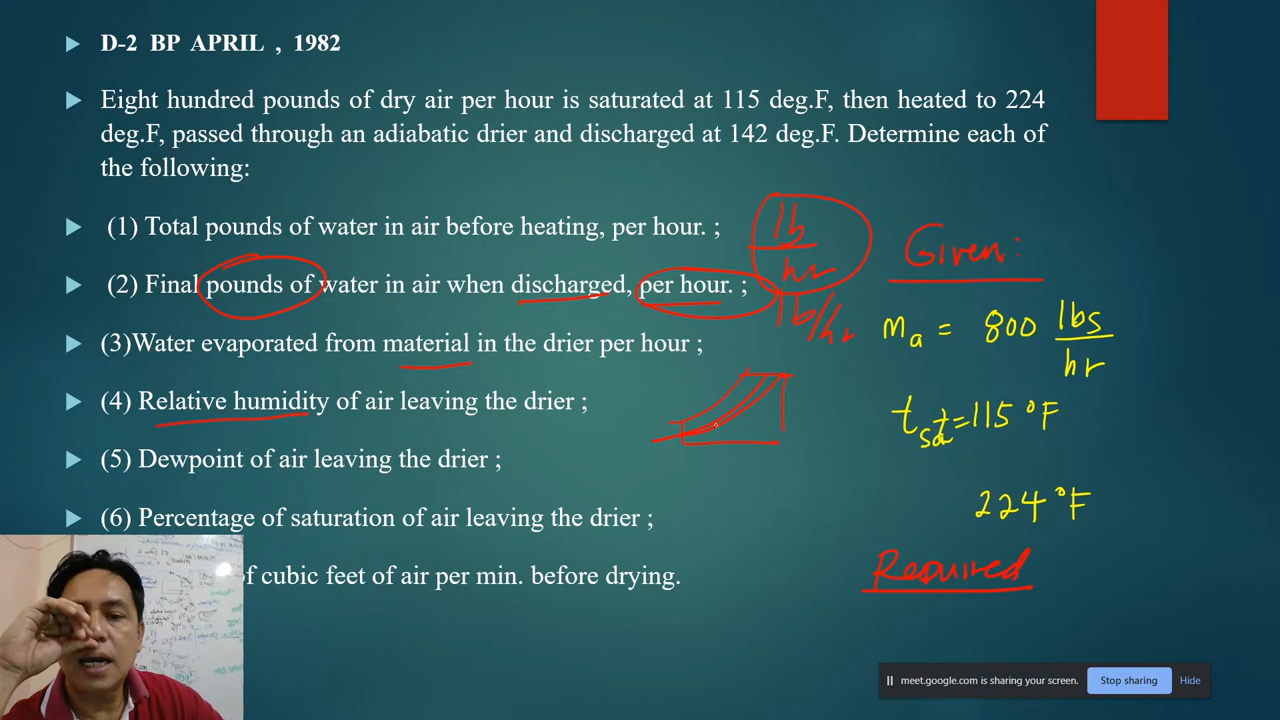 D-2 BP APRIL , 1982
Eight hundred pounds of dry air per hour is saturated at 115 deg.F, then heated to 224
deg.F, passed through an adiabatic drier and discharged at 142 deg.F. Determine each of
the following:
(1) Total pounds of water in air before heating, per hour. ;
(2) Final pounds of water in air when discharged, per hour. ;
(3)Water evaporated from material in the drier per hour ;
(4) Relative humidity of air leaving the drier ;
(5) Dewpoint of air leaving the drier ;
(6) Percentage of saturation of air leaving the drier ;
of cubic feet of air per min. before drying.
lb
hr
lb/hr
Given:
ma = 800 lbs
hr
tsat = 115 °F
224 °F
Required
meet.google.com is sharing your screen.
Stop sharing
Hide